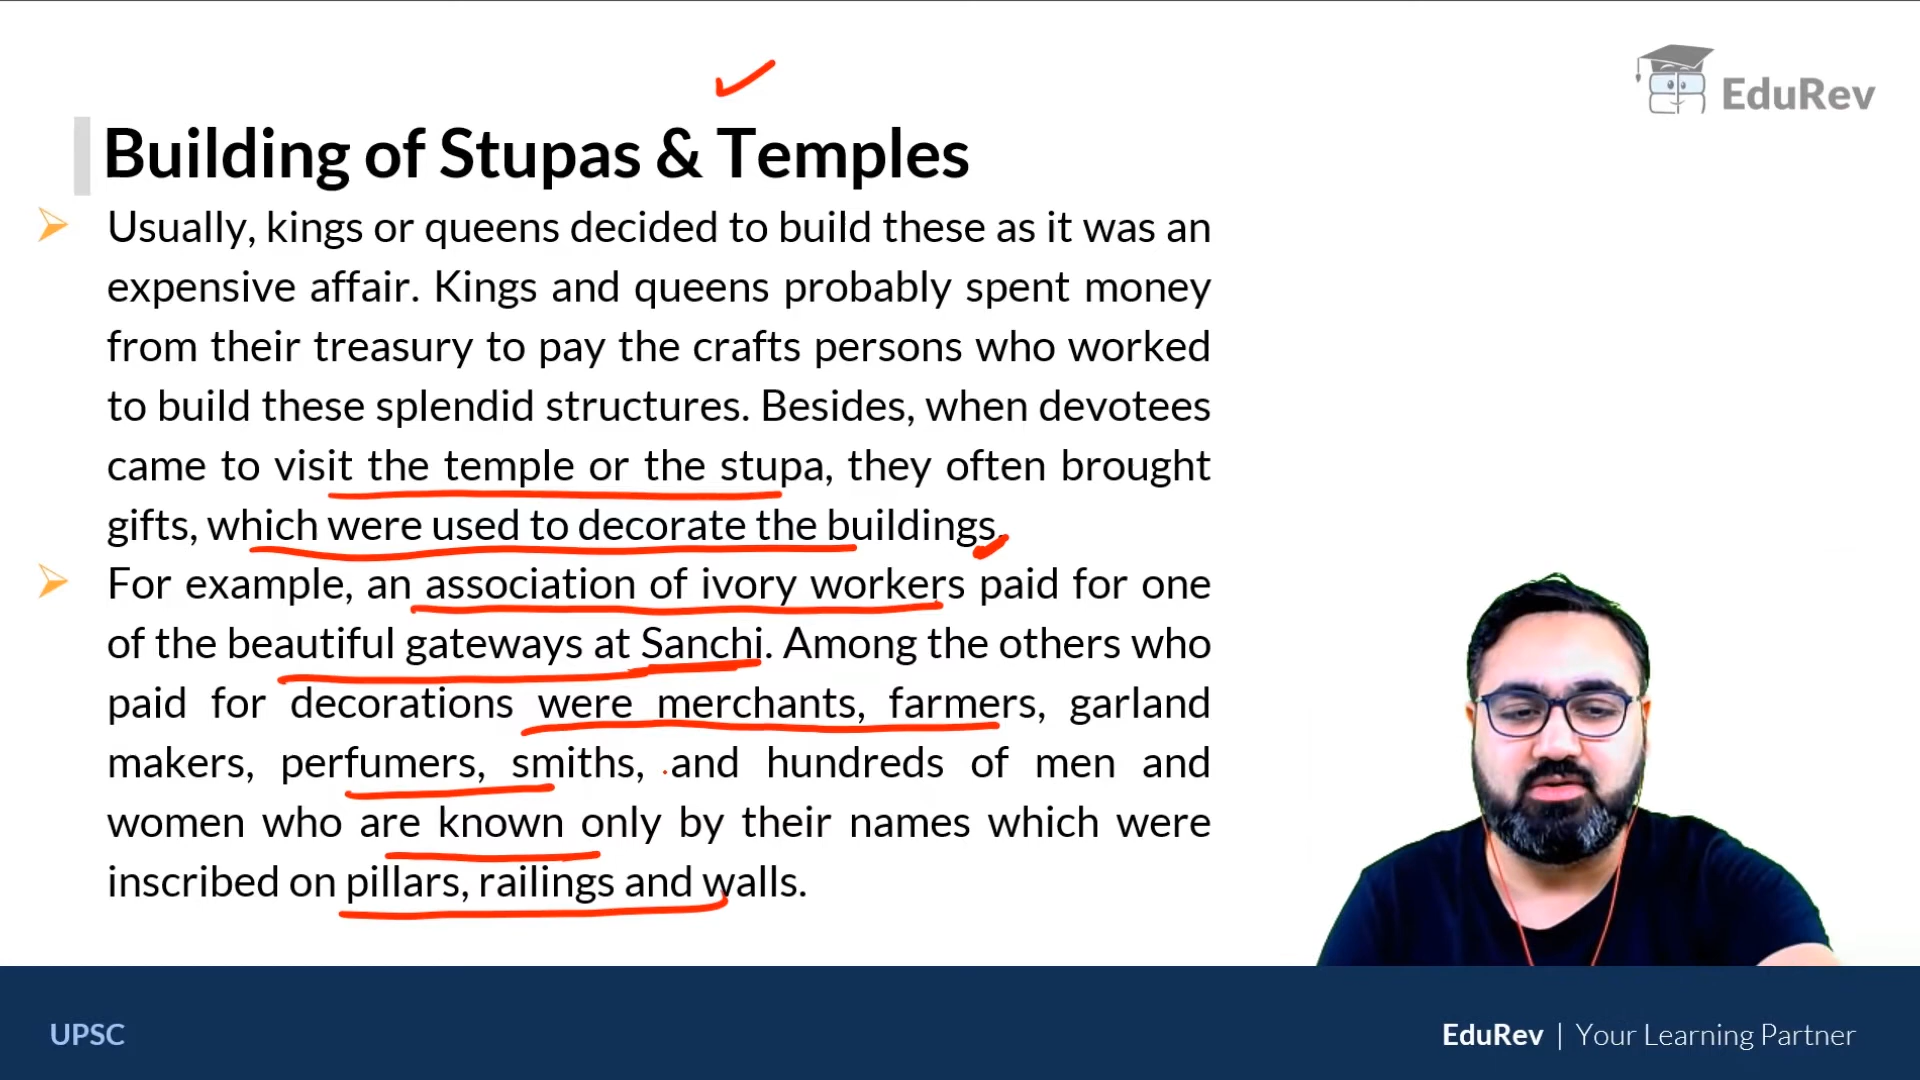 EduRev
Building of Stupas & Temples
Usually, kings or queens decided to build these as it was an
expensive affair. Kings and queens probably spent money
from their treasury to pay the crafts persons who worked
to build these splendid structures. Besides, when devotees
came to visit the temple or the stupa, they often brought
gifts, which were used to decorate the buildings.
For example, an association of ivory workers paid for one
of the beautiful gateways at Sanchi. Among the others who
paid for decorations were merchants, farmers, garland
makers, perfumers, smiths, and hundreds of men and
women who are known only by their names which were
inscribed on pillars, railings and walls.
UPSC
EduRev | Your Learning Partner